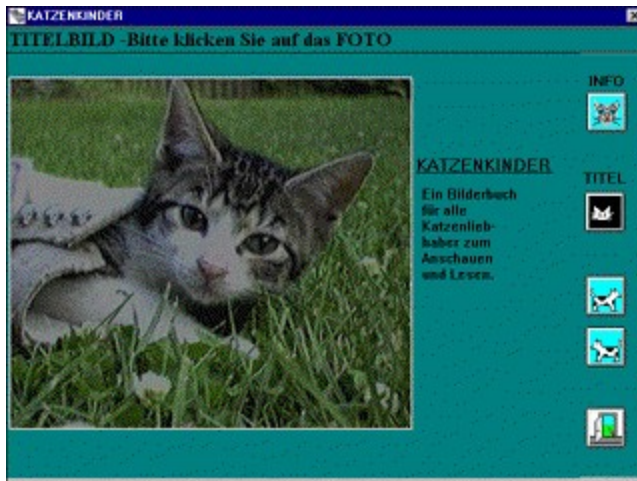 KATZENKINDER
TITELBILD -Bitte klicken Sie auf das FOTO
INFO
KATZENKINDER
TITEL
Ein Bilderbuch
für alle
Katzenlieb-
haber zum
Anschauen
und Lesen.